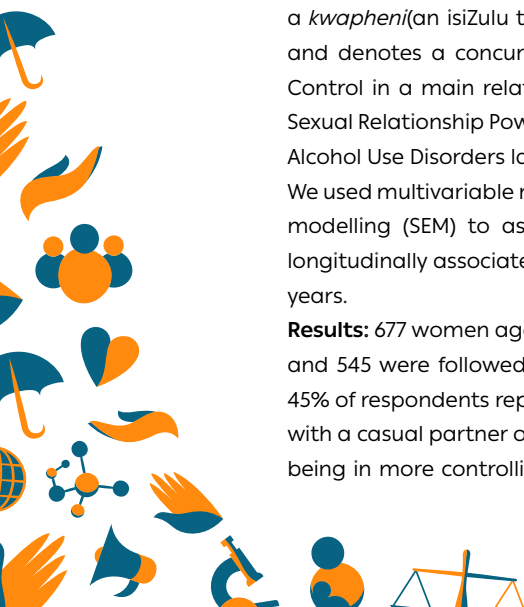 a kwapheni(an isiZulu t
and denotes a concur
Control in a main rela
Sexual Relationship Pow
Alcohol Use Disorders
We used multivariable
modelling (SEM) to as
longitudinally associate
years.
Results: 677 women ag
and 545 were followed
45% of respondents rep
with a casual partner o
being in more controlli